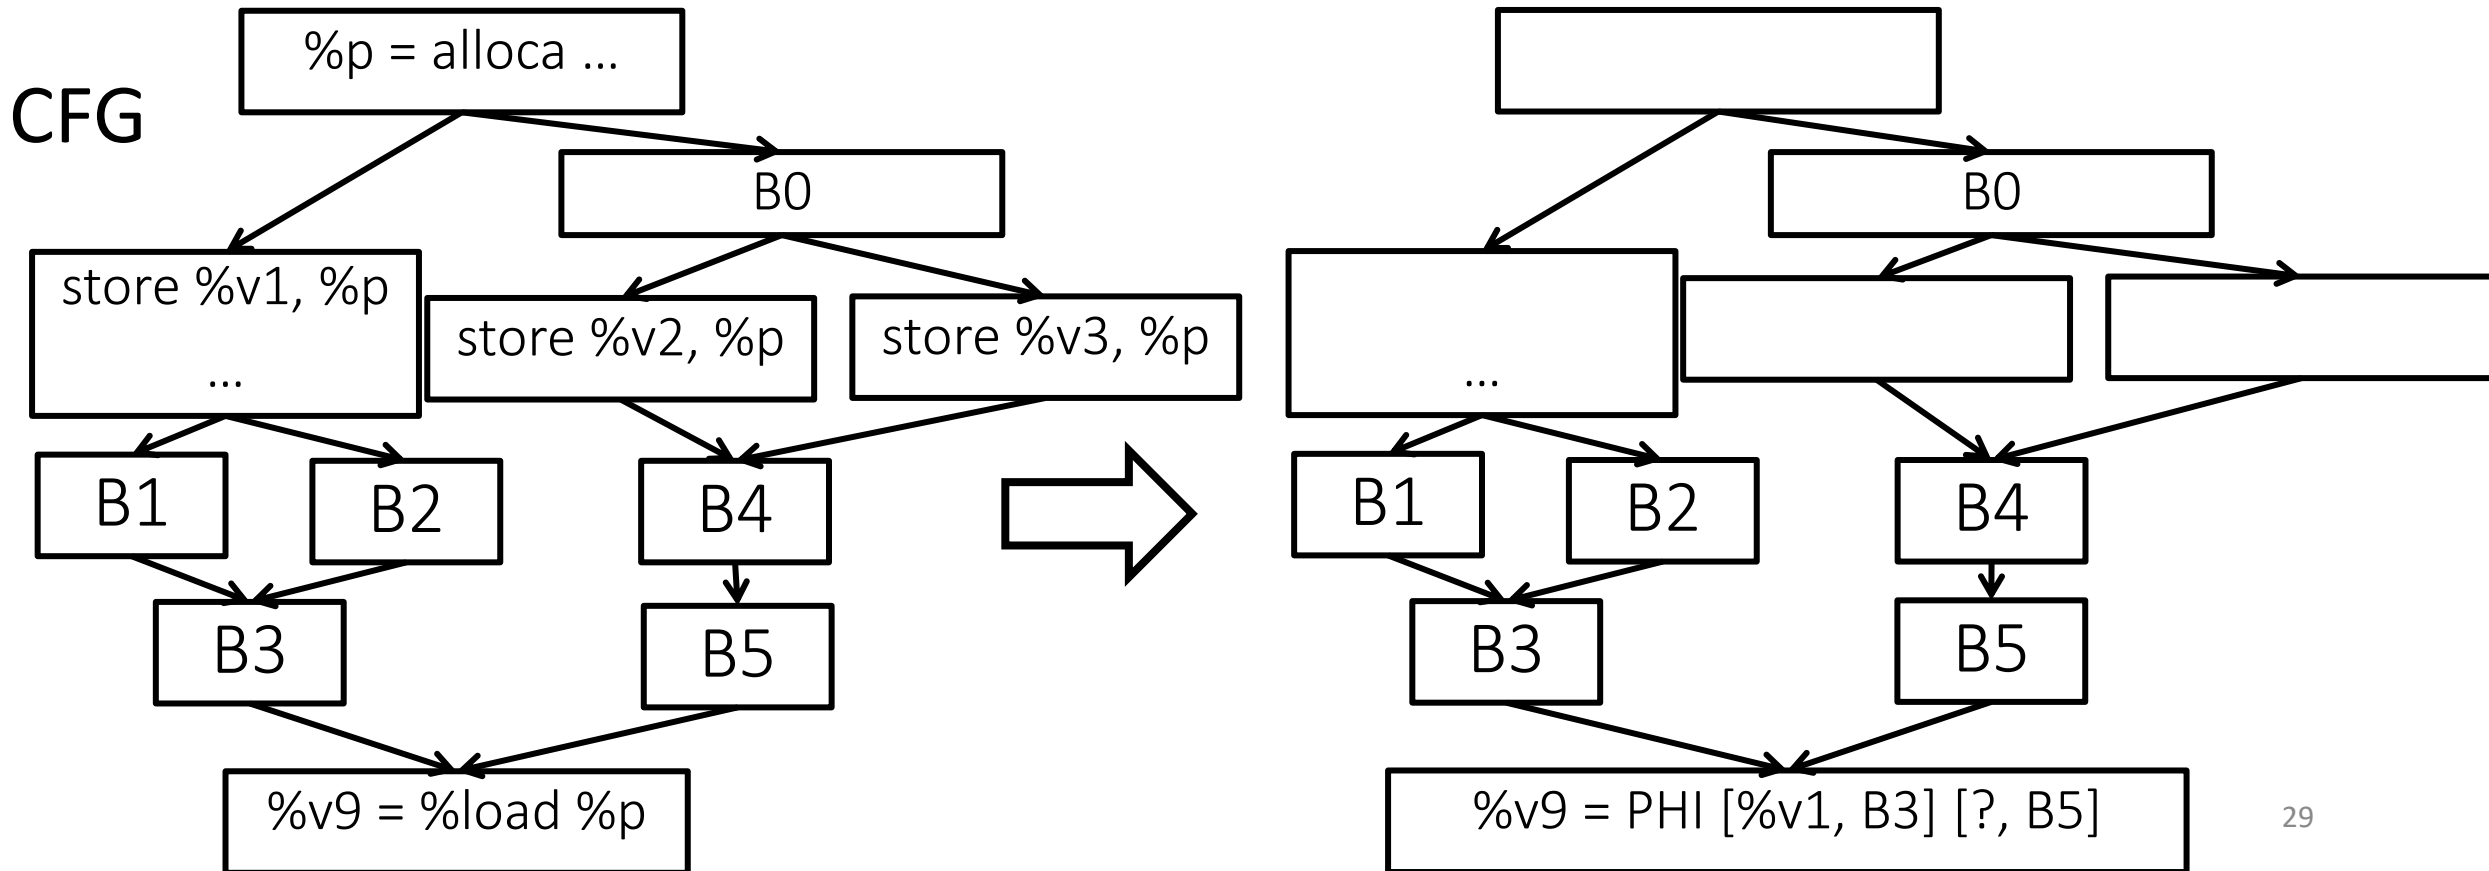 CFG
%p = alloca ...
B0
store %v1, %p
...
store %v2, %p
store %v3, %p
B1
B2
B4
B3
B5
%v9 = %load %p
B0
...
B1
B2
B4
B3
B5
%v9 = PHI [%v1, B3] [?, B5]
29